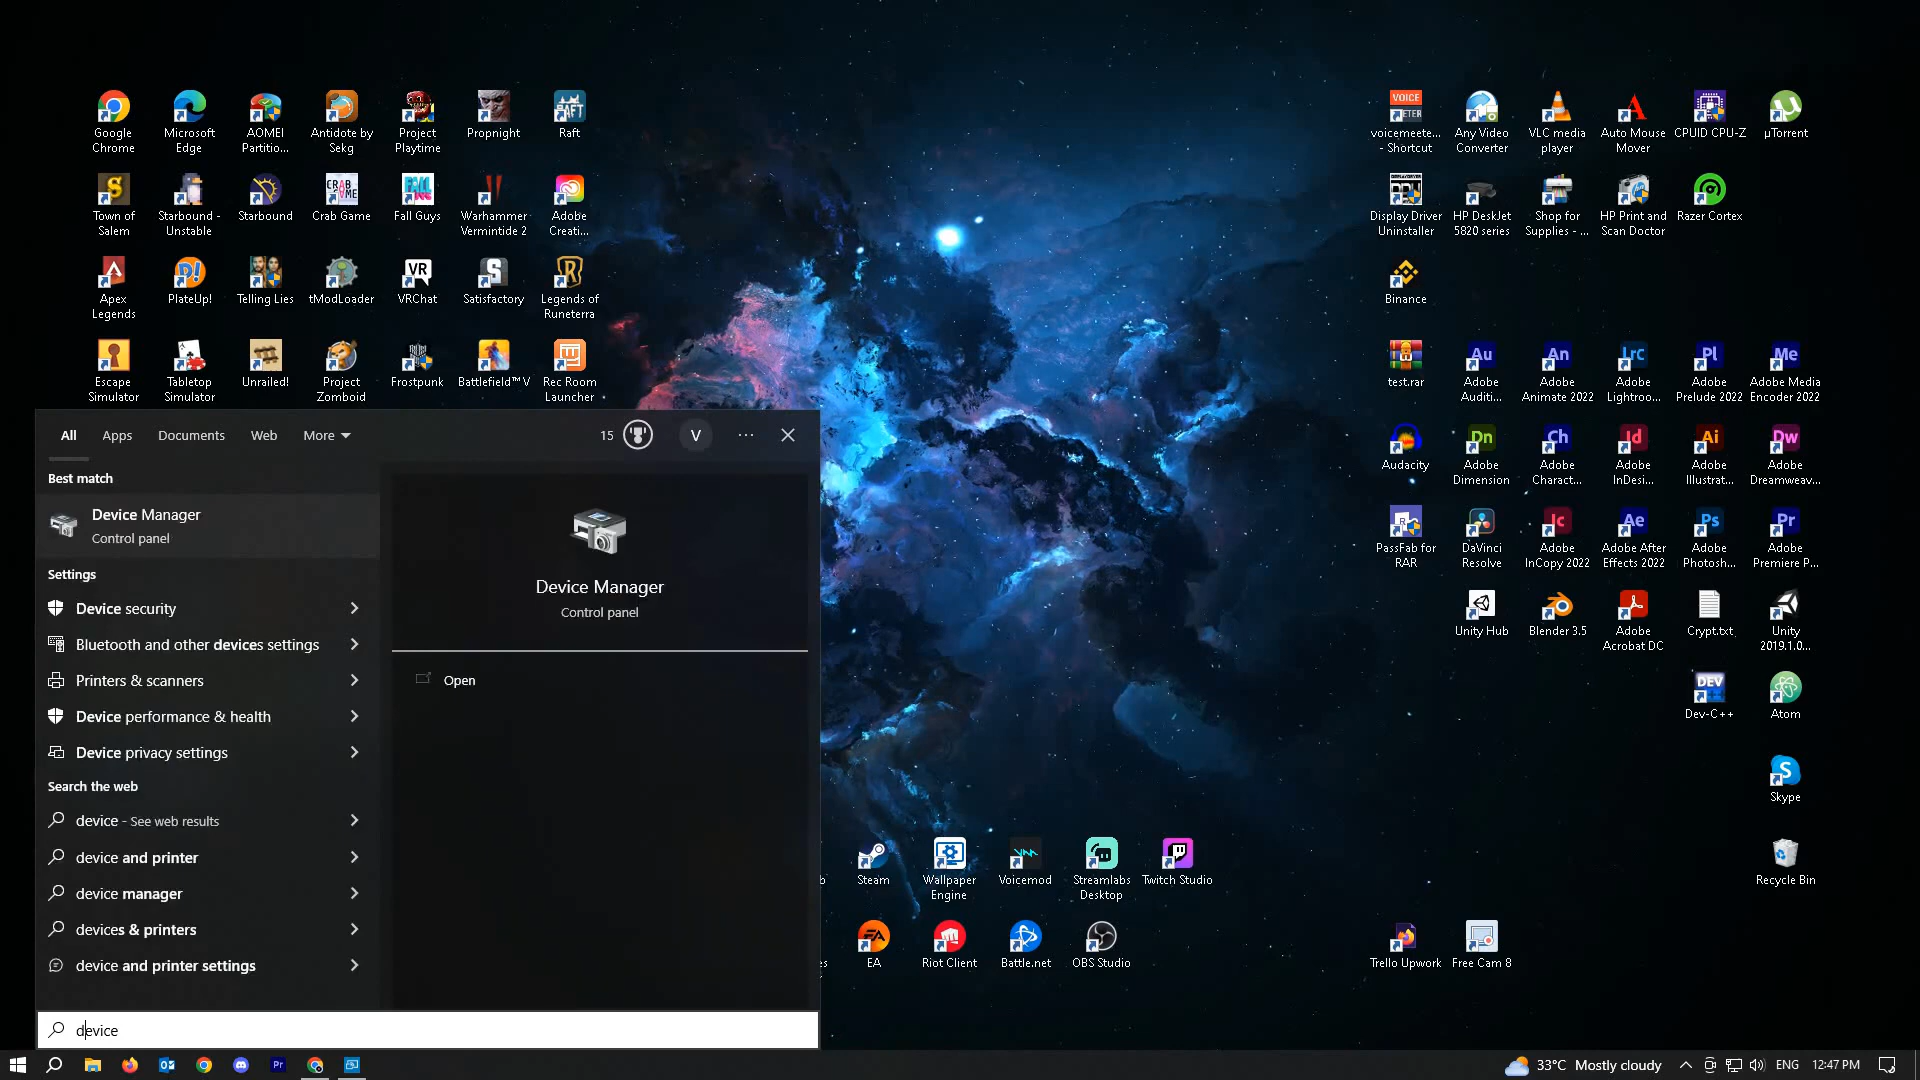 Google
Chrome
Microsoft
Edge
AOMEI
Partitio...
Antidote by
Sekg
Project
Playtime
Propnight
Raft
Town of
Salem
Starbound -
Unstable
Starbound
Crab Game
Fall Guys
Warhammer
Vermintide 2
Adobe
Creati...
Apex
Legends
PlateUp!
Telling Lies
tModLoader
VRChat
Satisfactory
Legends of
Runeterra
Escape
Simulator
Tabletop
Simulator
Unrailed!
Project
Zomboid
Frostpunk
Battlefield™ V
Rec Room
Launcher
voicemeete...
- Shortcut
Any Video
Converter
VLC media
player
Auto Mouse
Mover
CPUID CPU-Z
µTorrent
Display Driver
Uninstaller
HP DeskJet
5820 series
Shop for
Supplies - ...
HP Print and
Scan Doctor
Razer Cortex
Binance
test.rar
Adobe
Auditi...
Adobe
Animate 2022
Adobe
Lightroo...
Adobe
Prelude 2022
Adobe Media
Encoder 2022
Audacity
Adobe
Dimension
Adobe
Charact...
Adobe
InDesi...
Adobe
Illustrat...
Adobe
Dreamweav...
PassFab for
RAR
DaVinci
Resolve
Adobe
InCopy 2022
Adobe After
Effects 2022
Adobe
Photosh...
Adobe
Premiere P...
Unity Hub
Blender 3.5
Adobe
Acrobat DC
Crypt.txt
Unity
2019.1.0...
Dev-C++
Atom
Skype
Recycle Bin
All Apps Documents Web More 15 V ...
Best match
Device Manager
Control panel
Settings
Device security
Bluetooth and other devices settings
Printers & scanners
Device performance & health
Device privacy settings
Search the web
device - See web results
device and printer
device manager
devices & printers
device and printer settings
Device Manager
Control panel
Open
device
Steam
Wallpaper
Engine
Voicemod
Streamlabs
Desktop
Twitch Studio
EA
Riot Client
Battle.net
OBS Studio
Trello Upwork
Free Cam 8
33°C Mostly cloudy ENG 12:47 PM